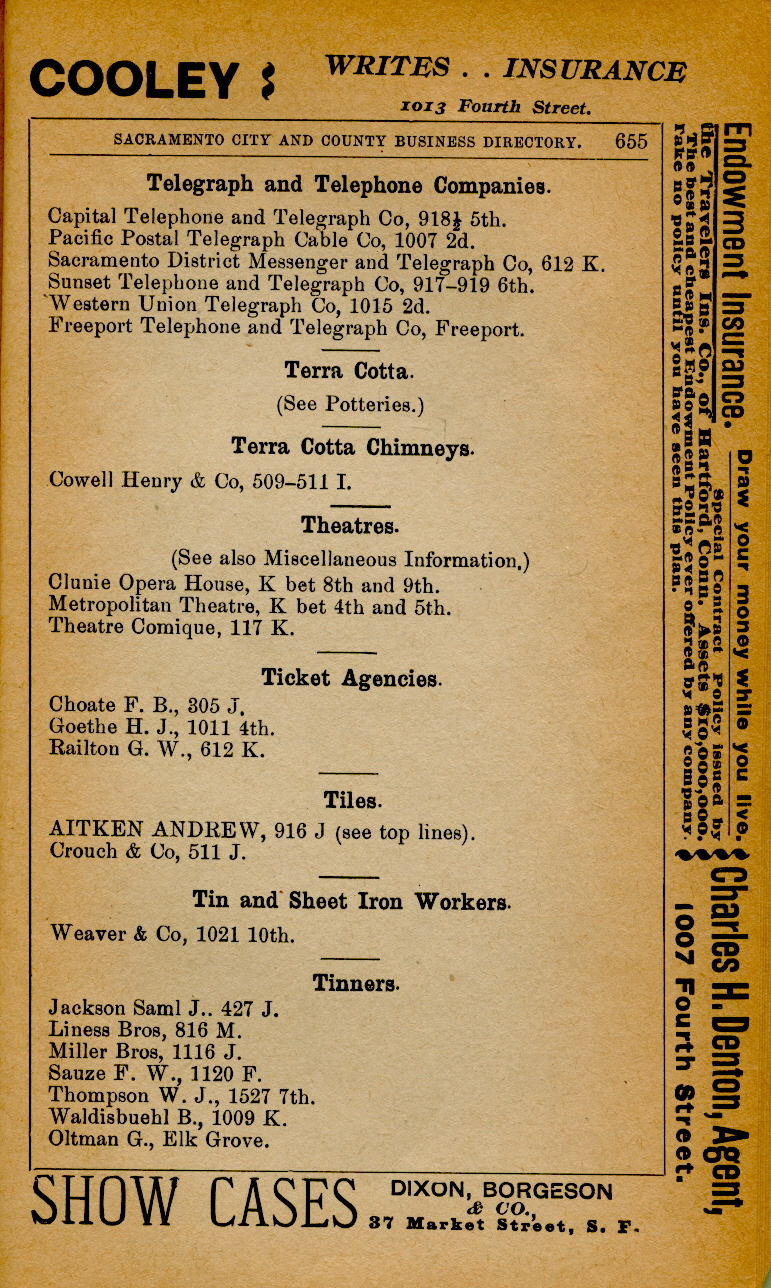 COOLEY
WRITES . . INSURANCE
1013 Fourth Street.
SACRAMENTO CITY AND COUNTY BUSINESS DIRECTORY. 655
Telegraph and Telephone Companies.
Capital Telephone and Telegraph Co, 918½ 5th.
Pacific Postal Telegraph Cable Co, 1007 2d.
Sacramento District Messenger and Telegraph Co, 612 K.
Sunset Telephone and Telegraph Co, 917–919 6th.
Western Union Telegraph Co, 1015 2d.
Freeport Telephone and Telegraph Co, Freeport.
Terra Cotta.
(See Potteries.)
Terra Cotta Chimneys.
Cowell Henry & Co, 509–511 I.
Theatres.
(See also Miscellaneous Information.)
Clunie Opera House, K bet 8th and 9th.
Metropolitan Theatre, K bet 4th and 5th.
Theatre Comique, 117 K.
Ticket Agencies.
Choate F. B., 305 J.
Goethe H. J., 1011 4th.
Railton G. W., 612 K.
Tiles.
AITKEN ANDREW, 916 J (see top lines).
Crouch & Co, 511 J.
Tin and Sheet Iron Workers.
Weaver & Co, 1021 10th.
Tinners.
Jackson Saml J.. 427 J.
Liness Bros, 816 M.
Miller Bros, 1116 J.
Sauze F. W., 1120 F.
Thompson W. J., 1527 7th.
Waldisbuehl B., 1009 K.
Oltman G., Elk Grove.
Endowment Insurance.
Draw your money while you live.
Special Contract Policy issued by
the Travelers Ins. Co., of Hartford, Conn. Assets $10,000,000.
The best and cheapest Endowment Policy ever offered by any company.
Take no policy until you have seen this plan.
Charles H. Denton, Agent,
1007 Fourth Street.
SHOW CASES
DIXON, BORGESON
& CO.,
37 Market Street, S. F.